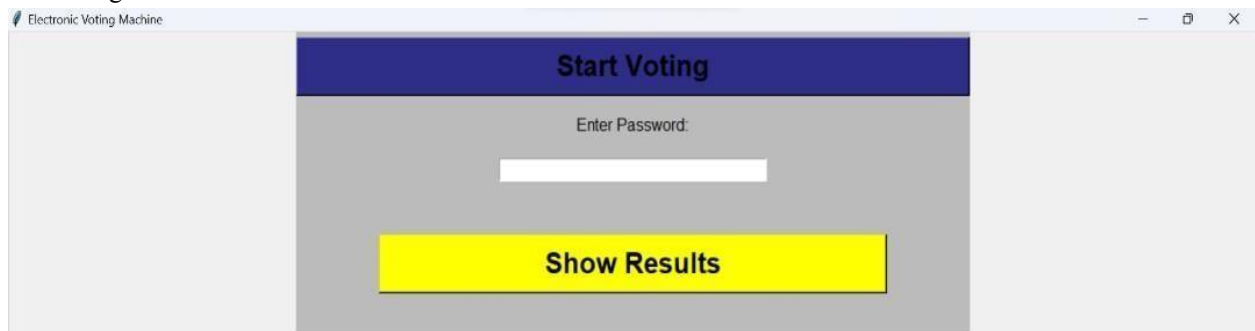 Electronic Voting Machine
Start Voting
Enter Password:
Show Results